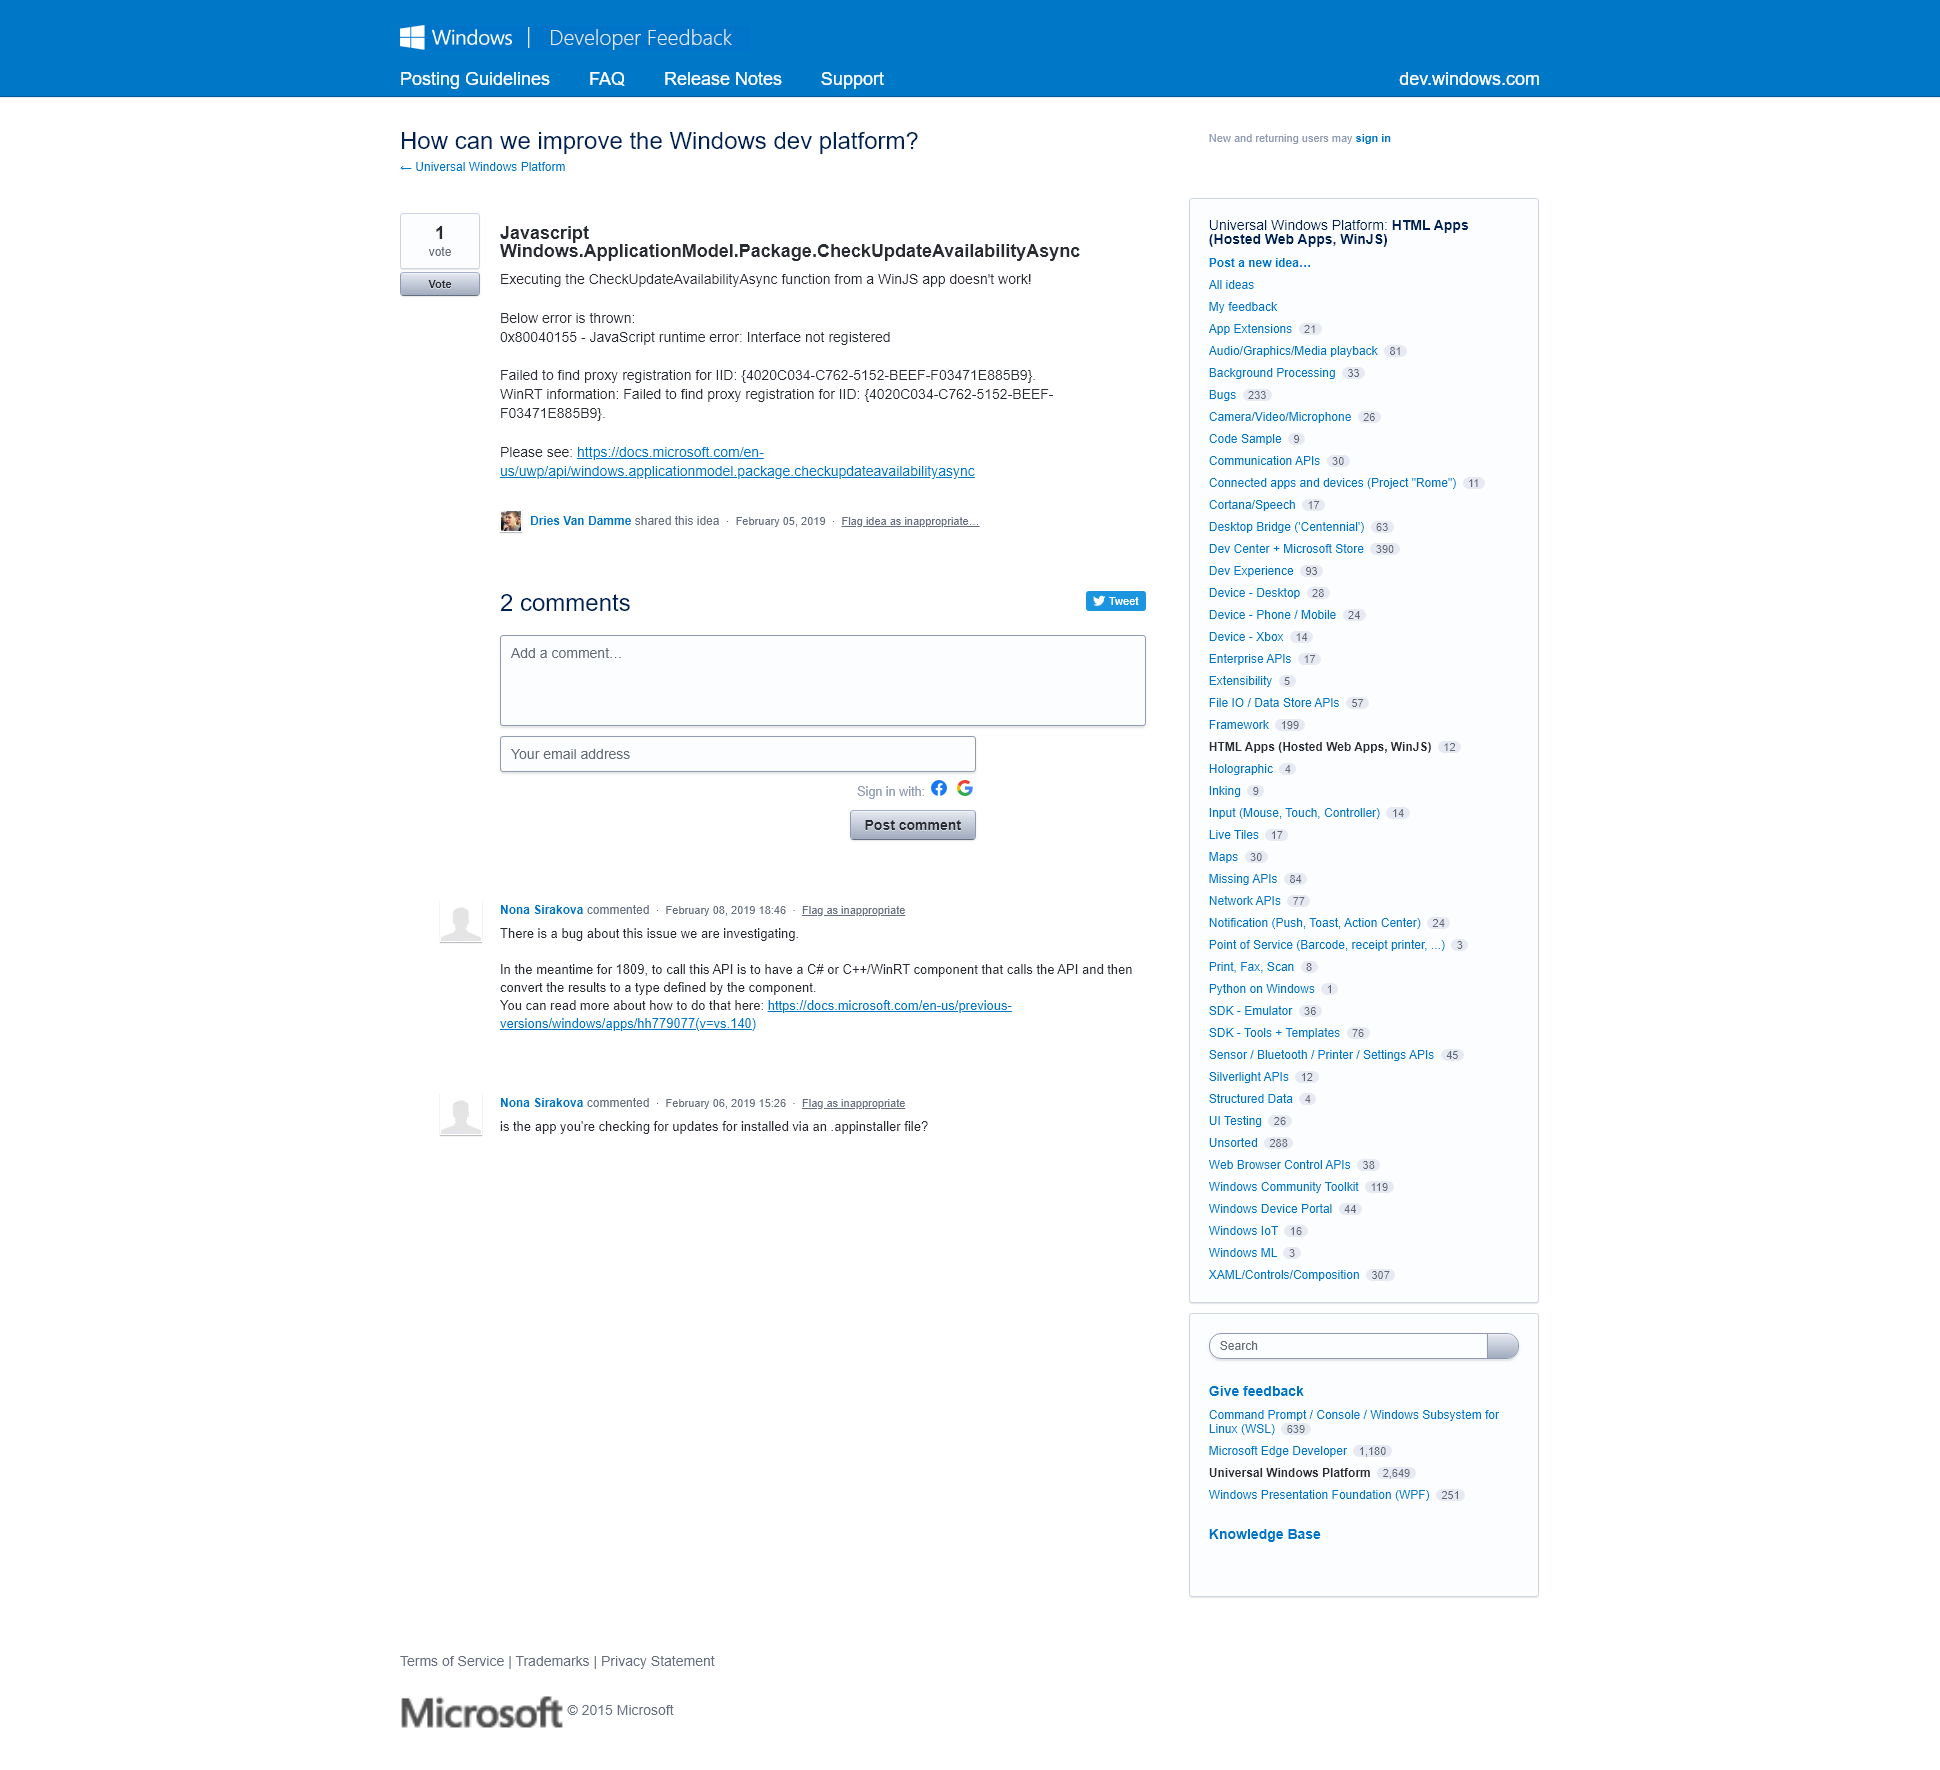 Windows | Developer Feedback
Posting Guidelines FAQ Release Notes Support dev.windows.com
How can we improve the Windows dev platform?
← Universal Windows Platform
New and returning users may sign in
1
vote
Vote
Javascript
Windows.ApplicationModel.Package.CheckUpdateAvailabilityAsync
Executing the CheckUpdateAvailabilityAsync function from a WinJS app doesn't work!
Below error is thrown:
0x80040155 - JavaScript runtime error: Interface not registered
Failed to find proxy registration for IID: {4020C034-C762-5152-BEEF-F03471E885B9}.
WinRT information: Failed to find proxy registration for IID: {4020C034-C762-5152-BEEF-
F03471E885B9}.
Please see: https://docs.microsoft.com/en-
us/uwp/api/windows.applicationmodel.package.checkupdateavailabilityasync
Dries Van Damme shared this idea · February 05, 2019 · Flag idea as inappropriate…
2 comments
Tweet
Add a comment…
Your email address
Sign in with:
Post comment
Nona Sirakova commented · February 08, 2019 18:46 · Flag as inappropriate
There is a bug about this issue we are investigating.
In the meantime for 1809, to call this API is to have a C# or C++/WinRT component that calls the API and then
convert the results to a type defined by the component.
You can read more about how to do that here: https://docs.microsoft.com/en-us/previous-
versions/windows/apps/hh779077(v=vs.140)
Nona Sirakova commented · February 06, 2019 15:26 · Flag as inappropriate
is the app you're checking for updates for installed via an .appinstaller file?
Universal Windows Platform: HTML Apps
(Hosted Web Apps, WinJS)
Post a new idea…
All ideas
My feedback
App Extensions 21
Audio/Graphics/Media playback 81
Background Processing 33
Bugs 233
Camera/Video/Microphone 26
Code Sample 9
Communication APIs 30
Connected apps and devices (Project "Rome") 11
Cortana/Speech 17
Desktop Bridge ('Centennial') 63
Dev Center + Microsoft Store 390
Dev Experience 93
Device - Desktop 28
Device - Phone / Mobile 24
Device - Xbox 14
Enterprise APIs 17
Extensibility 5
File IO / Data Store APIs 57
Framework 199
HTML Apps (Hosted Web Apps, WinJS) 12
Holographic 4
Inking 9
Input (Mouse, Touch, Controller) 14
Live Tiles 17
Maps 30
Missing APIs 84
Network APIs 77
Notification (Push, Toast, Action Center) 24
Point of Service (Barcode, receipt printer, ...) 3
Print, Fax, Scan 8
Python on Windows 1
SDK - Emulator 36
SDK - Tools + Templates 76
Sensor / Bluetooth / Printer / Settings APIs 45
Silverlight APIs 12
Structured Data 4
UI Testing 26
Unsorted 288
Web Browser Control APIs 38
Windows Community Toolkit 119
Windows Device Portal 44
Windows IoT 16
Windows ML 3
XAML/Controls/Composition 307
Search
Give feedback
Command Prompt / Console / Windows Subsystem for
Linux (WSL) 639
Microsoft Edge Developer 1,180
Universal Windows Platform 2,649
Windows Presentation Foundation (WPF) 251
Knowledge Base
Terms of Service | Trademarks | Privacy Statement
Microsoft © 2015 Microsoft